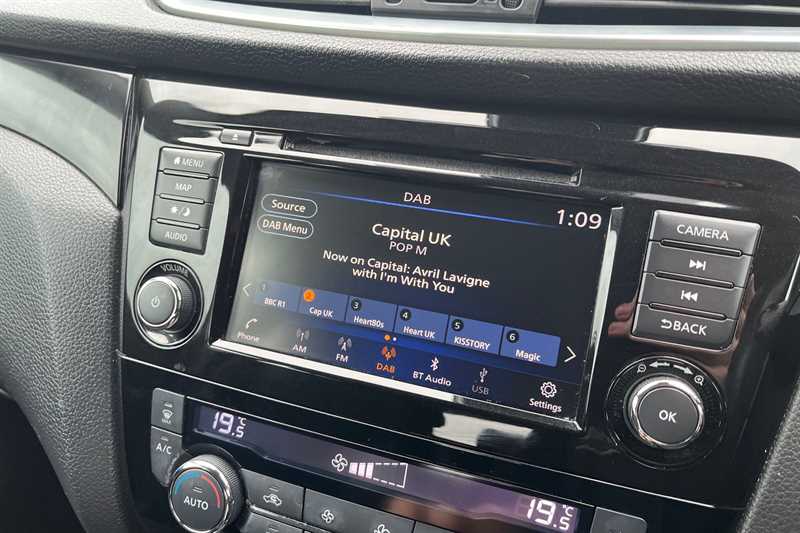 MENU
MAP
AUDIO
VOLUME
DAB
1:09
Source
DAB Menu
Capital UK
POP M
Now on Capital: Avril Lavigne
with I'm With You
1
BBC R1
2
Cap UK
3
Heart80s
4
Heart UK
5
KISSTORY
6
Magic
Phone
AM
FM
DAB
BT Audio
USB
Settings
CAMERA
BACK
OK
MAX
A/C
19.5°C
AUTO
19.5°C